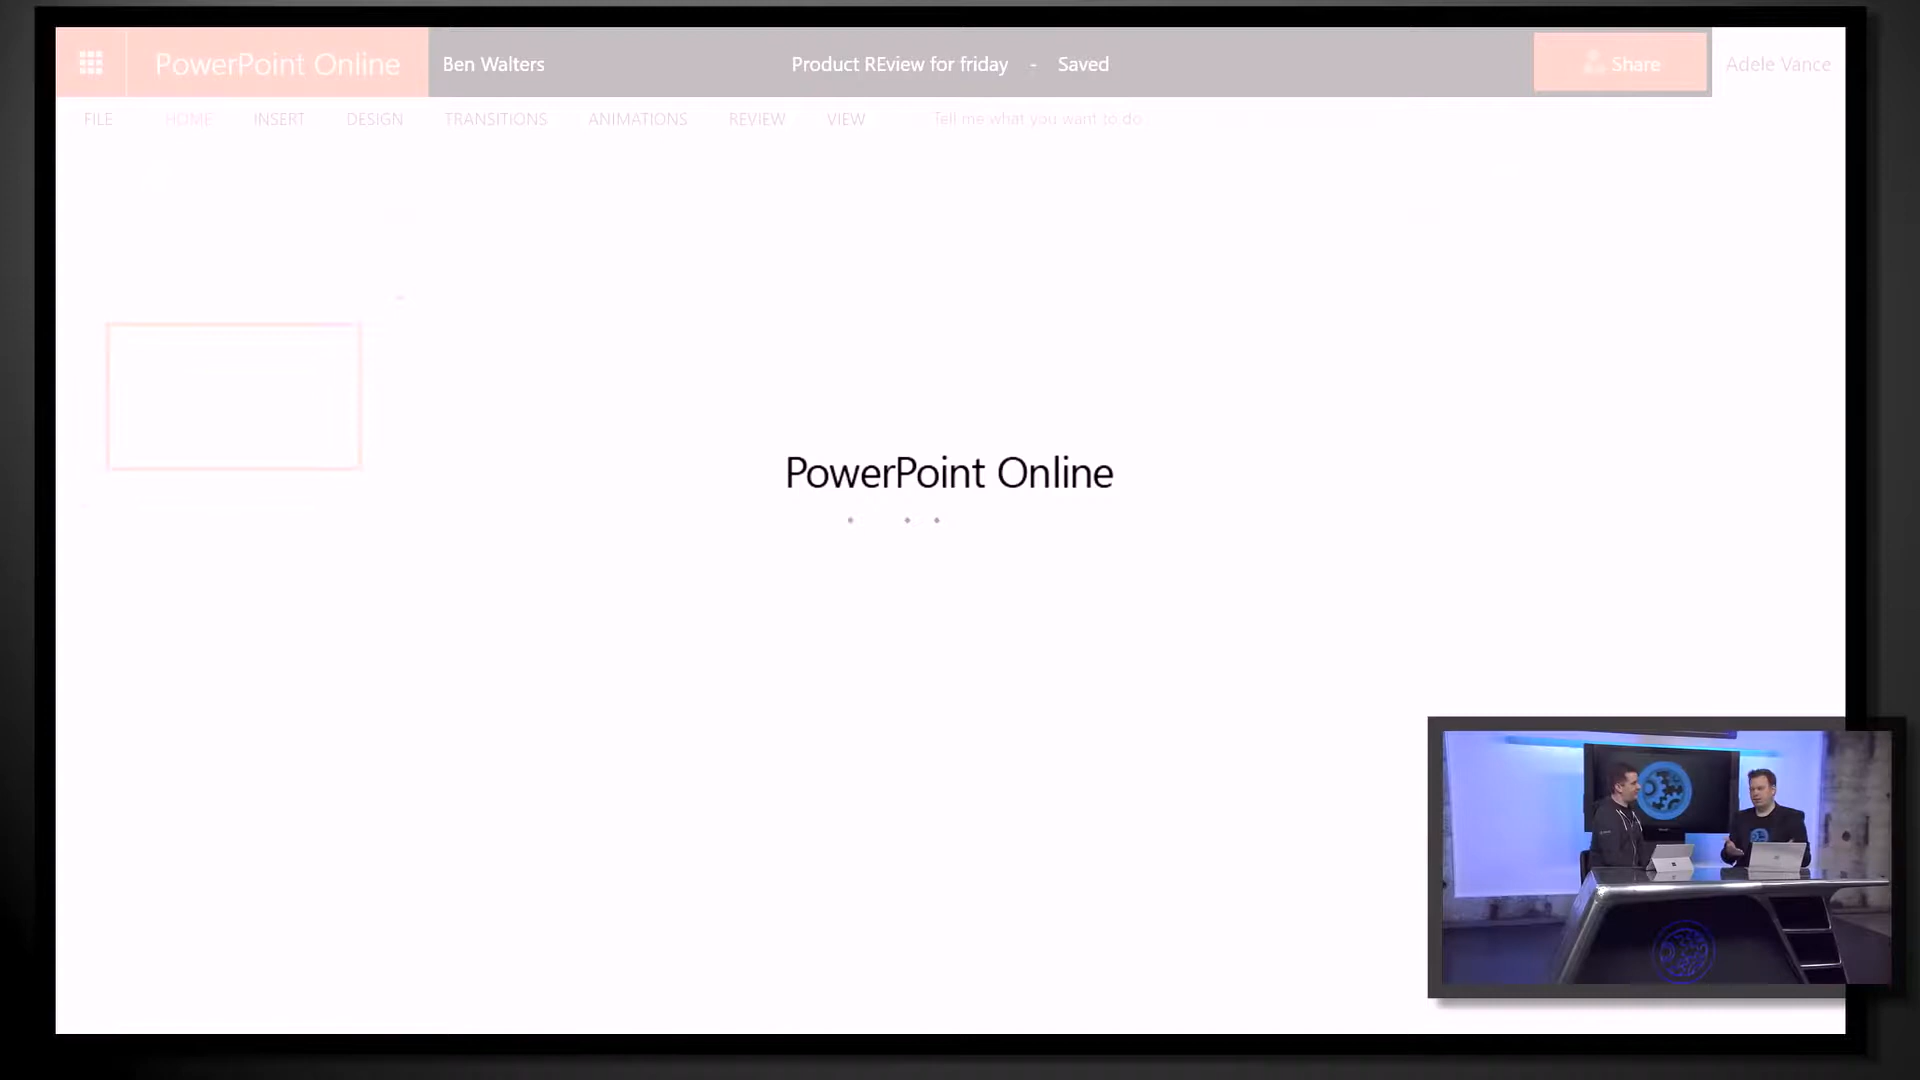 PowerPoint Online Ben Walters Product REview for friday - Saved Share Adele Vance
FILE HOME INSERT DESIGN TRANSITIONS ANIMATIONS REVIEW VIEW Tell me what you want to do
PowerPoint Online